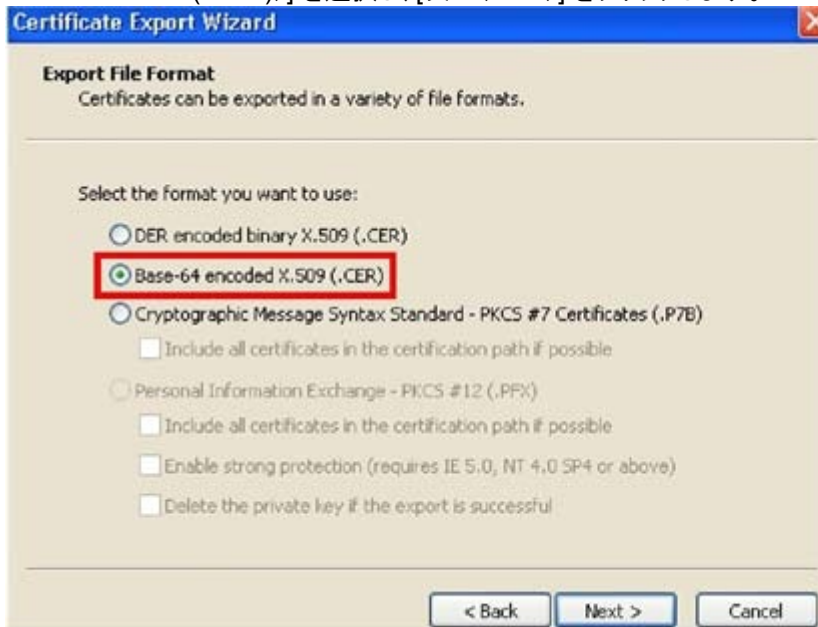 Certificate Export Wizard
Export File Format
Certificates can be exported in a variety of file formats.
Select the format you want to use:
DER encoded binary X.509 (.CER)
Base-64 encoded X.509 (.CER)
Cryptographic Message Syntax Standard - PKCS #7 Certificates (.P7B)
Include all certificates in the certification path if possible
Personal Information Exchange - PKCS #12 (.PFX)
Include all certificates in the certification path if possible
Enable strong protection (requires IE 5.0, NT 4.0 SP4 or above)
Delete the private key if the export is successful
< Back
Next >
Cancel